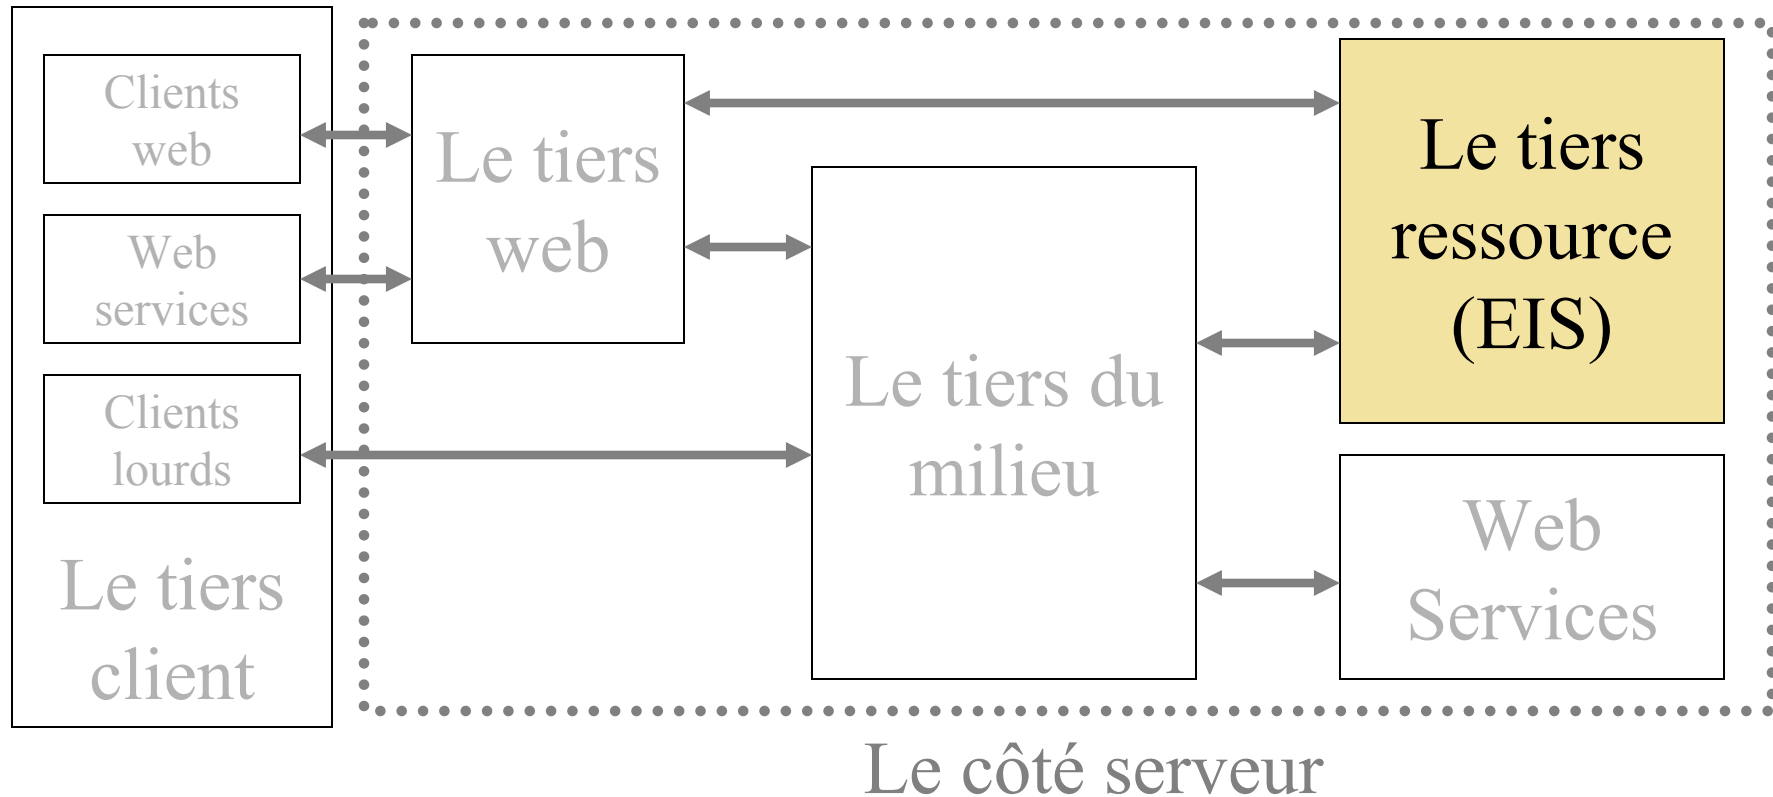 Clients
web
Web
services
Clients
lourds
Le tiers
client
Le tiers
web
Le tiers du
milieu
Le tiers
ressource
(EIS)
Web
Services
Le côté serveur